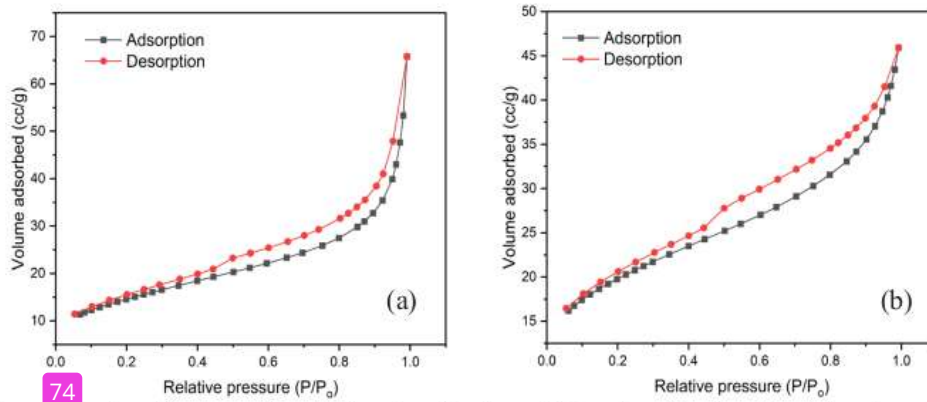 70
60
50
40
30
20
10
Volume adsorbed (cc/g)
Adsorption
Desorption
(a)
0.0 0.2 0.4 0.6 0.8 1.0
Relative pressure (P/Po)
74
50
45
40
35
30
25
20
15
Volume adsorbed (cc/g)
Adsorption
Desorption
(b)
0.0 0.2 0.4 0.6 0.8 1.0
Relative pressure (P/Po)